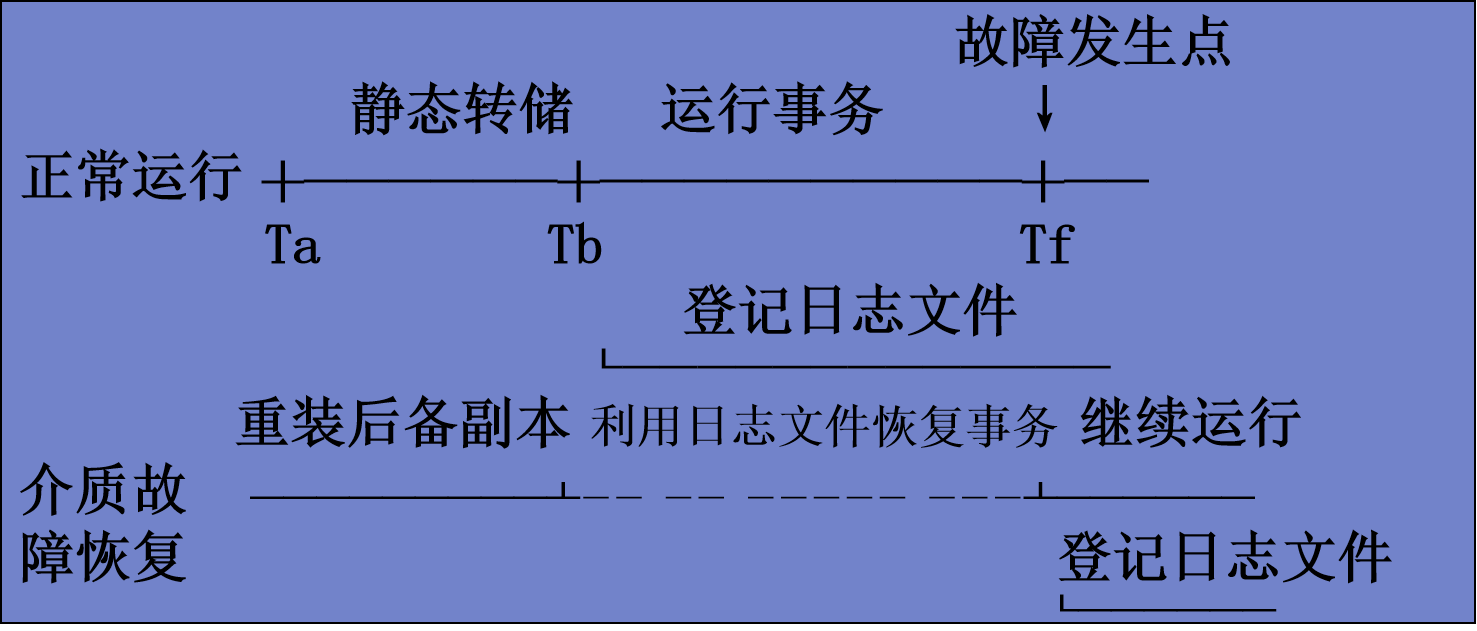 故障发生点
静态转储 运行事务
正常运行
Ta Tb Tf
登记日志文件
重装后备副本 利用日志文件恢复事务 继续运行
介质故
障恢复
登记日志文件